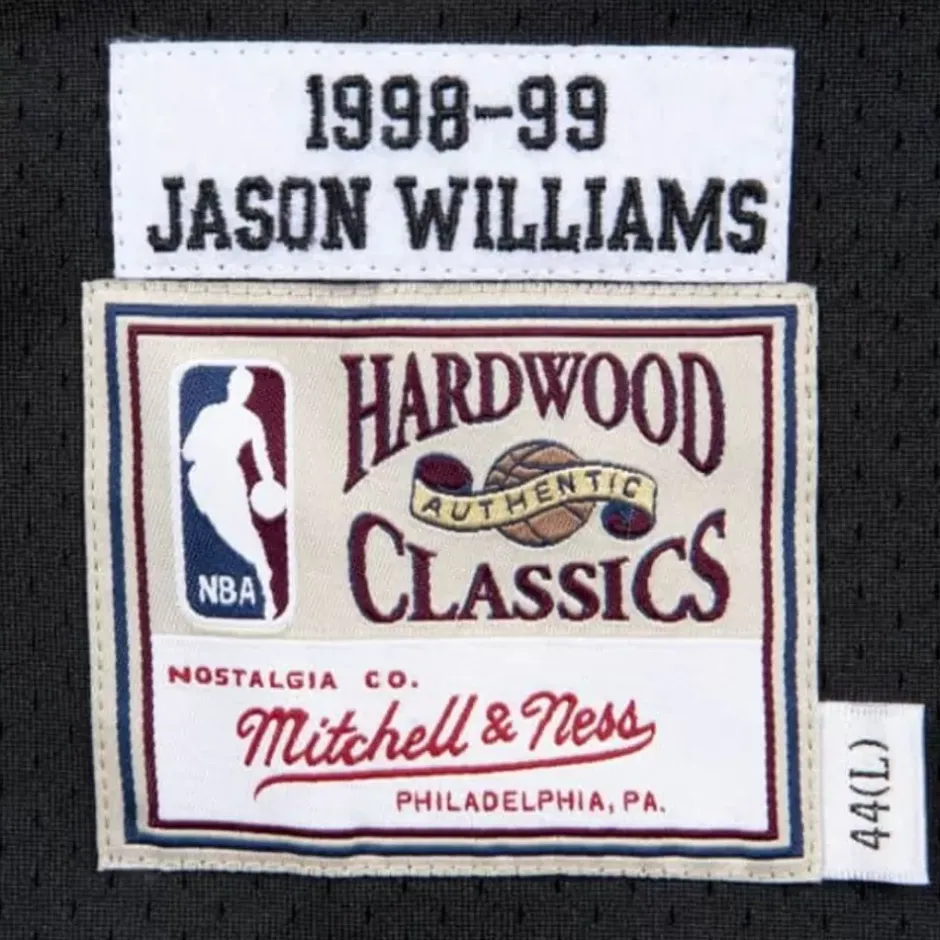 1998-99
JASON WILLIAMS
HARDWOOD
AUTHENTIC
CLASSICS
NBA
NOSTALGIA CO.
Mitchell & Ness
PHILADELPHIA, PA.
44(L)